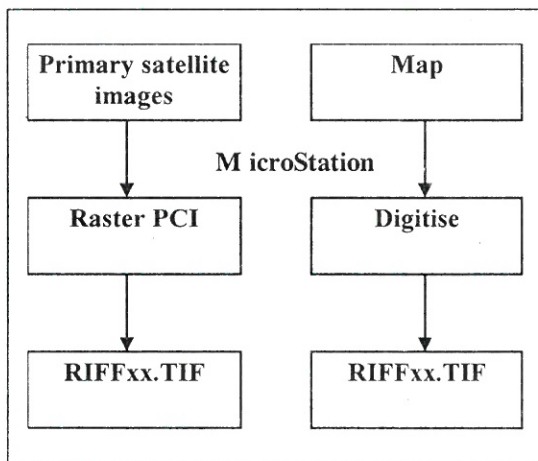 Primary satellite
images
Map
M icroStation
Raster PCI
Digitise
RIFFxx.TIF
RIFFxx.TIF